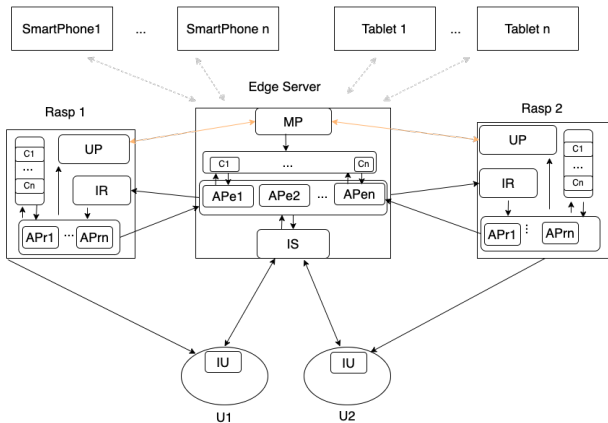 SmartPhone1 ... SmartPhone n Tablet 1 ... Tablet n
Edge Server
Rasp 1 Rasp 2
MP
UP UP
C1 C1
... ...
Cn Cn
C1 ... Cn
IR IR
APe1 APe2 ... APen
APr1 ... APrn APr1 ... APrn
IS
IU IU
U1 U2